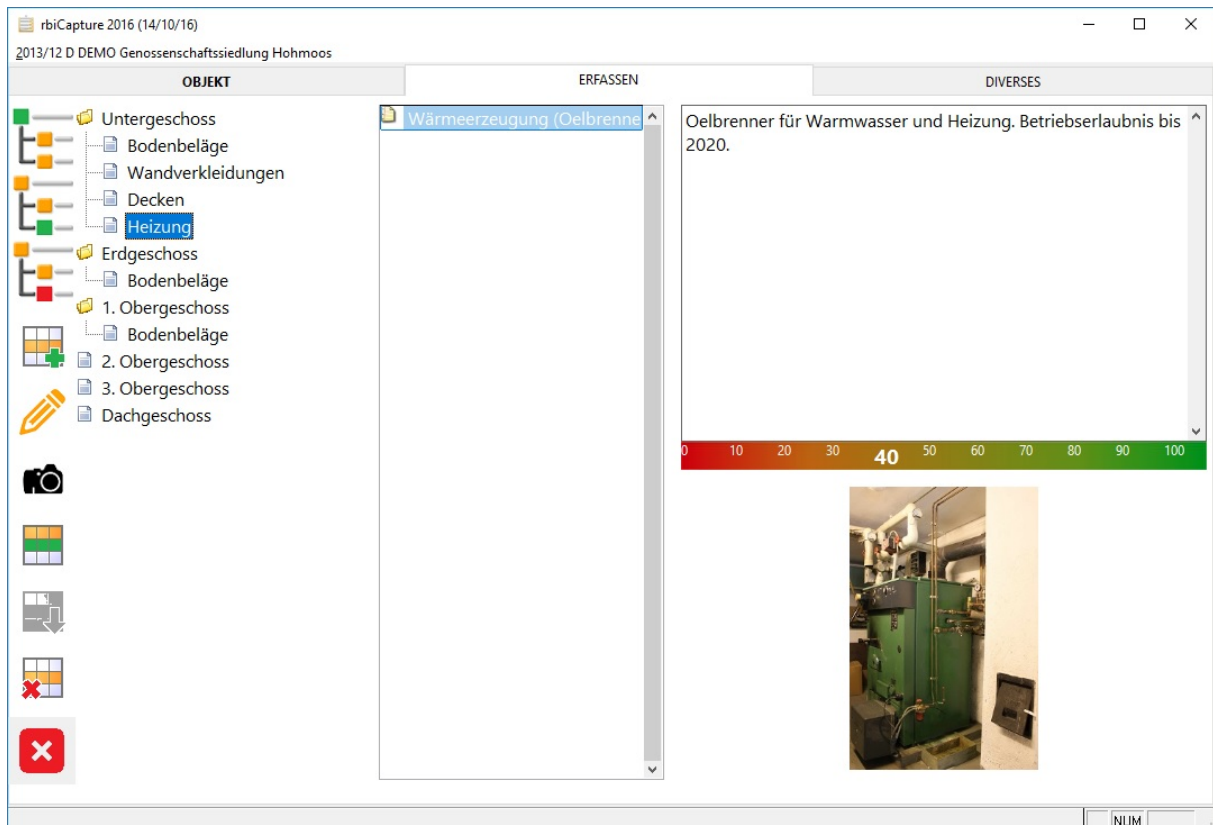 rbiCapture 2016 (14/10/16)
2013/12 D DEMO Genossenschaftssiedlung Hohmoos
OBJEKT
ERFASSEN
DIVERSES
Untergeschoss
Bodenbeläge
Wandverkleidungen
Decken
Heizung
Erdgeschoss
Bodenbeläge
1. Obergeschoss
Bodenbeläge
2. Obergeschoss
3. Obergeschoss
Dachgeschoss
Wärmeerzeugung (Oelbrenne
Oelbrenner für Warmwasser und Heizung. Betriebserlaubnis bis
2020.
0 10 20 30 40 50 60 70 80 90 100
NUM